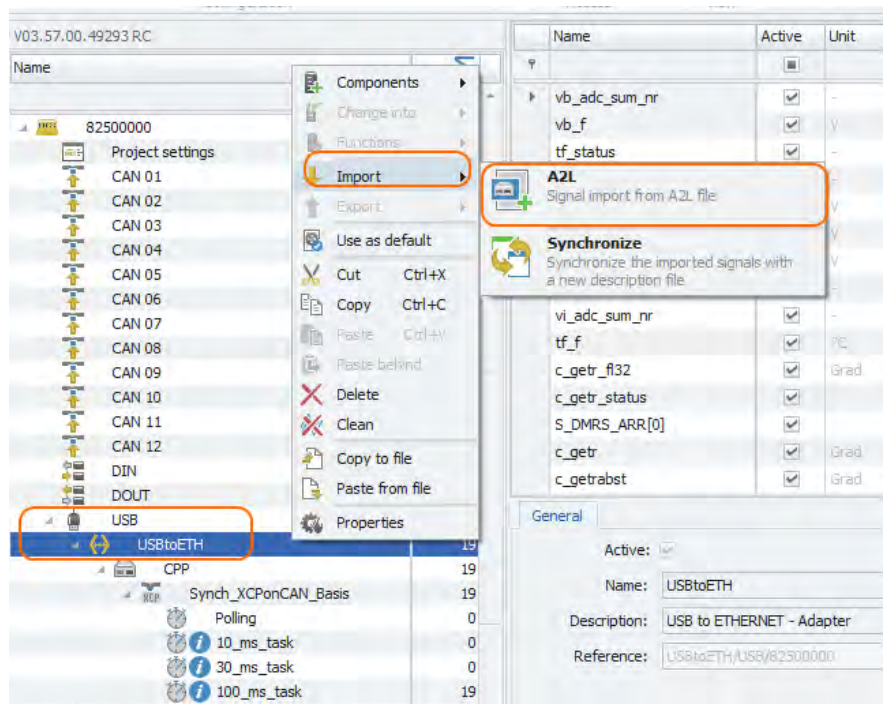 V03.57.00.49293 RC
Name
82500000
Project settings
CAN 01
CAN 02
CAN 03
CAN 04
CAN 05
CAN 06
CAN 07
CAN 08
CAN 09
CAN 10
CAN 11
CAN 12
DIN
DOUT
USB
USBtoETH 19
CPP 19
XCP Synch_XCPonCAN_Basis 19
Polling 0
10_ms_task 0
30_ms_task 0
100_ms_task 19
Components
Change into
Functions
Import
Export
Use as default
Cut Ctrl+X
Copy Ctrl+C
Paste Ctrl+V
Paste behind
Delete
Clean
Copy to file
Paste from file
Properties
A2L
Signal import from A2L file
Synchronize
Synchronize the imported signals with
a new description file
Name Active Unit
vb_adc_sum_nr -
vb_f V
tf_status -
-
V
V
V
-
vi_adc_sum_nr -
tf_f °C
c_getr_fl32 Grad
c_getr_status
S_DMRS_ARR[0]
c_getr Grad
c_getrabst Grad
General
Active:
Name: USBtoETH
Description: USB to ETHERNET - Adapter
Reference: USBtoETH/USB/82500000